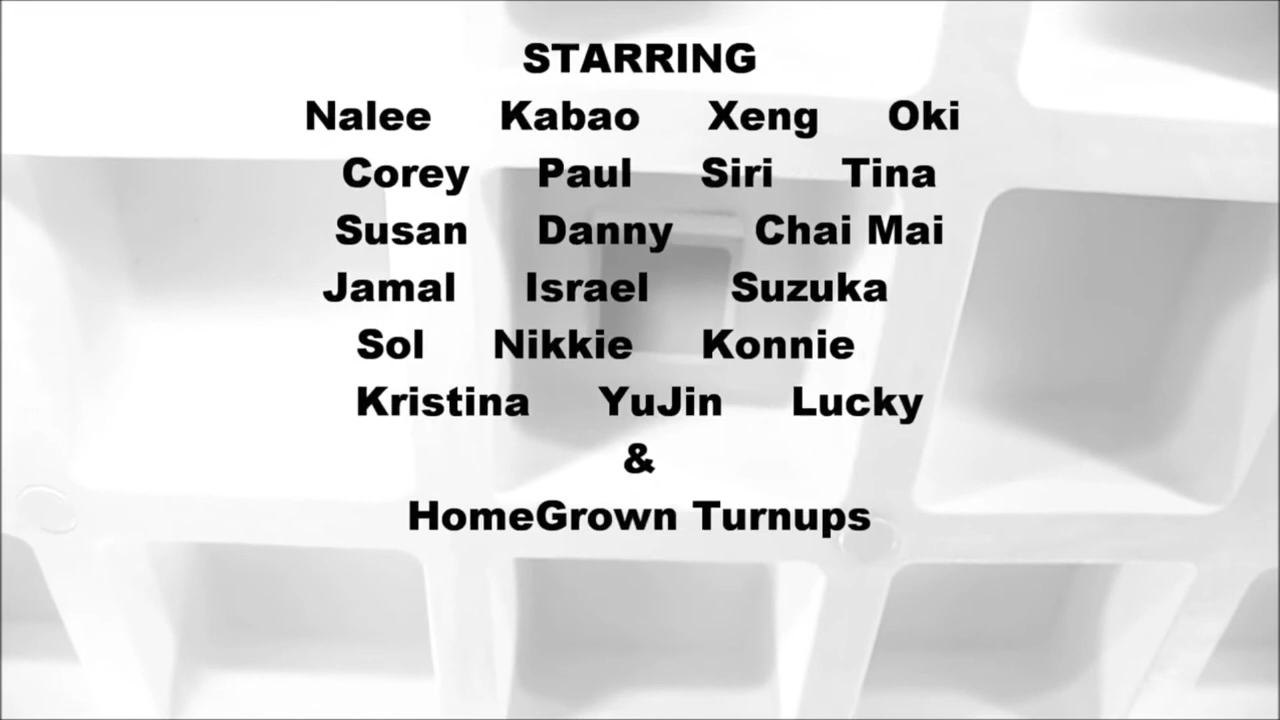 STARRING
Nalee Kabao Xeng Oki
Corey Paul Siri Tina
Susan Danny Chai Mai
Jamal Israel Suzuka
Sol Nikkie Konnie
Kristina YuJin Lucky
&
HomeGrown Turnups